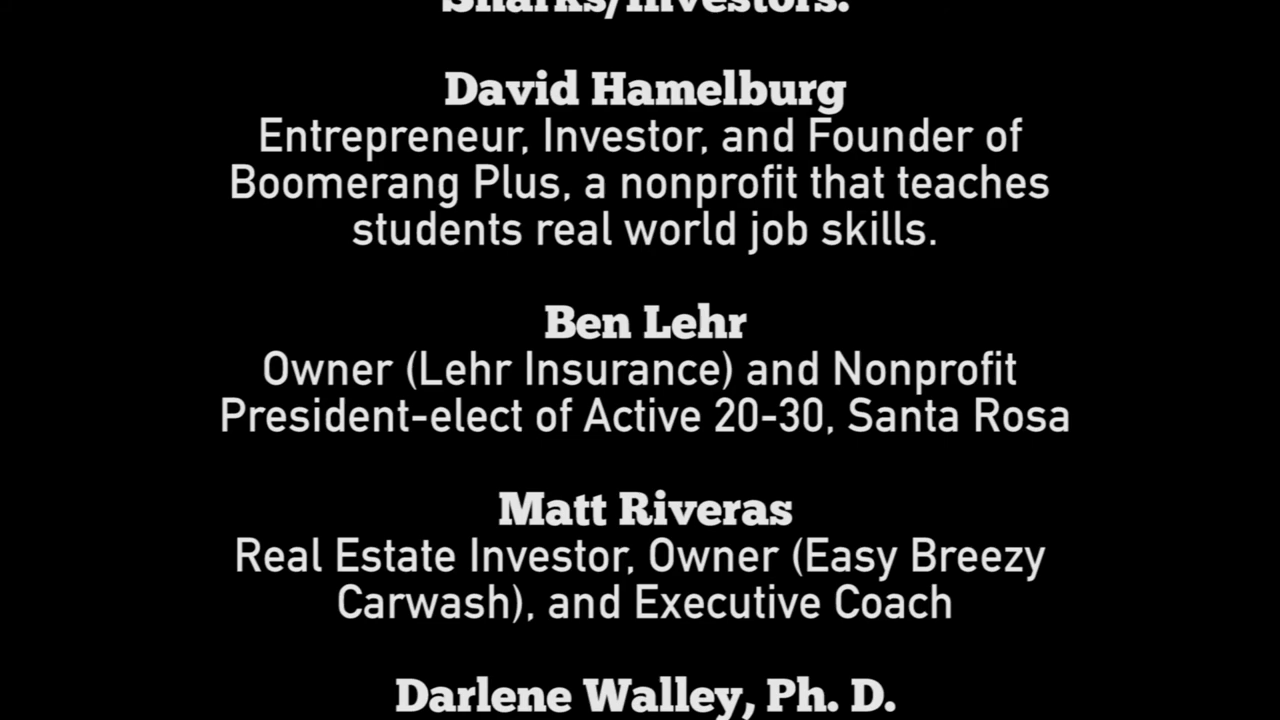 Sharks/Investors:
David Hamelburg
Entrepreneur, Investor, and Founder of
Boomerang Plus, a nonprofit that teaches
students real world job skills.
Ben Lehr
Owner (Lehr Insurance) and Nonprofit
President-elect of Active 20-30, Santa Rosa
Matt Riveras
Real Estate Investor, Owner (Easy Breezy
Carwash), and Executive Coach
Darlene Walley, Ph. D.